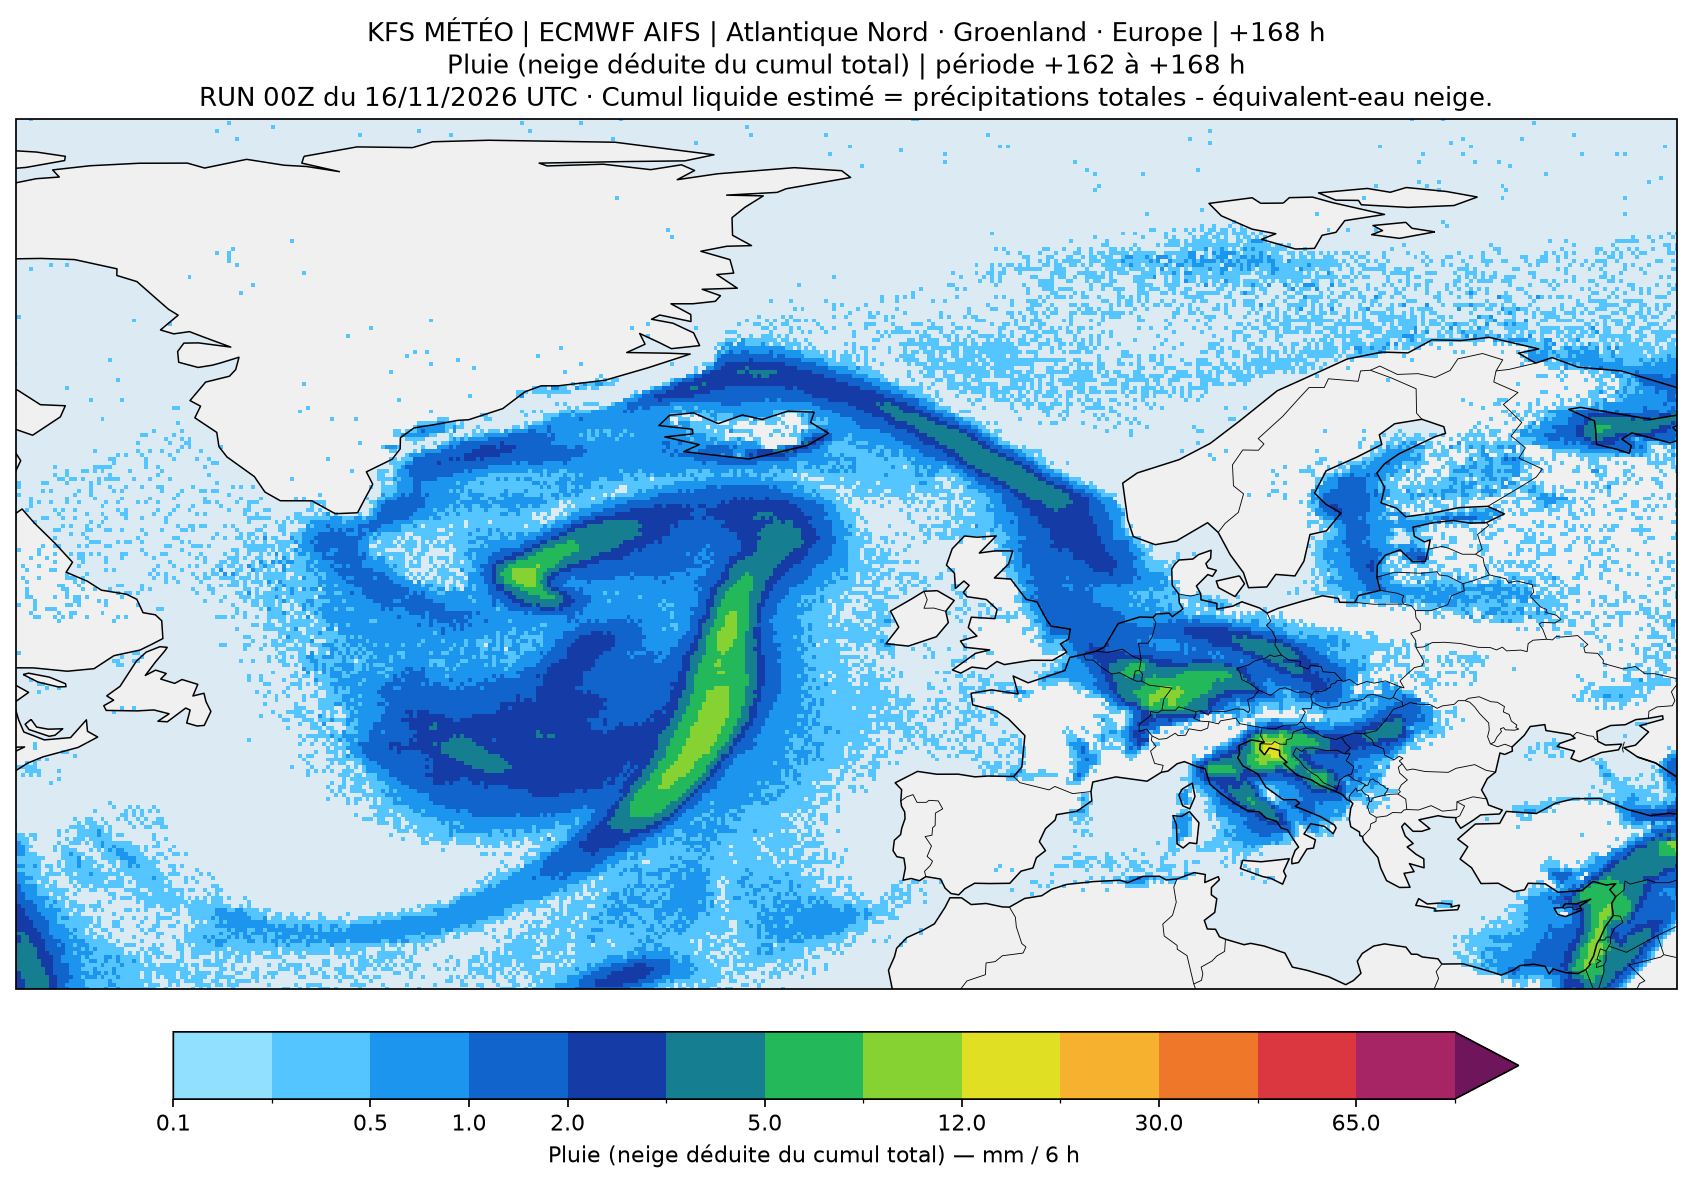 KFS MÉTÉO | ECMWF AIFS | Atlantique Nord · Groenland · Europe | +168 h
Pluie (neige déduite du cumul total) | période +162 à +168 h
RUN 00Z du 16/11/2026 UTC · Cumul liquide estimé = précipitations totales - équivalent-eau neige.
0.1 0.5 1.0 2.0 5.0 12.0 30.0 65.0
Pluie (neige déduite du cumul total) — mm / 6 h